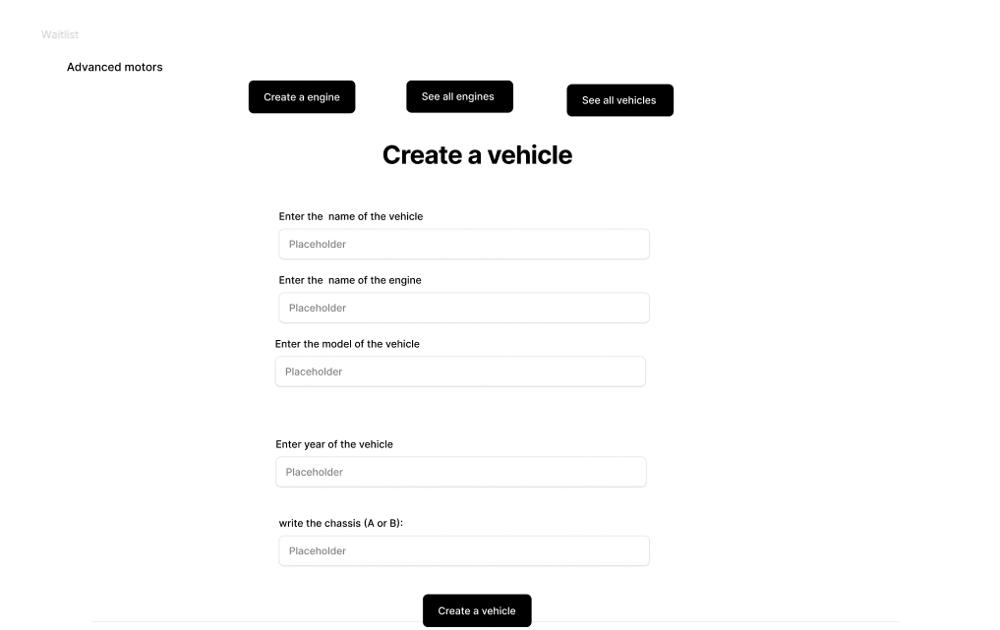 Waitlist
Advanced motors
Create a engine
See all engines
See all vehicles
Create a vehicle
Enter the  name of the vehicle
Placeholder
Enter the  name of the engine
Placeholder
Enter the model of the vehicle
Placeholder
Enter year of the vehicle
Placeholder
write the chassis (A or B):
Placeholder
Create a vehicle